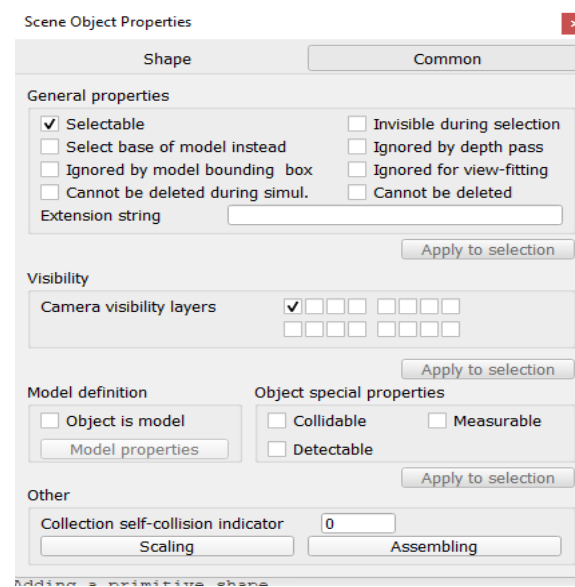 Scene Object Properties
Shape Common
General properties
Selectable Invisible during selection
Select base of model instead Ignored by depth pass
Ignored by model bounding box Ignored for view-fitting
Cannot be deleted during simul. Cannot be deleted
Extension string
Apply to selection
Visibility
Camera visibility layers
Apply to selection
Model definition Object special properties
Object is model Collidable Measurable
Model properties Detectable
Apply to selection
Other
Collection self-collision indicator 0
Scaling Assembling
Adding a primitive shape